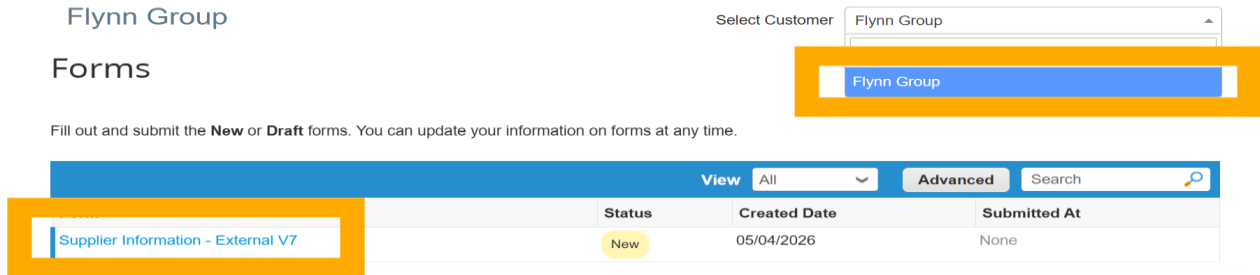 Flynn Group
Select Customer Flynn Group
Flynn Group
Forms
Fill out and submit the New or Draft forms. You can update your information on forms at any time.
View All Advanced Search
Status Created Date Submitted At
Supplier Information - External V7 New 05/04/2026 None